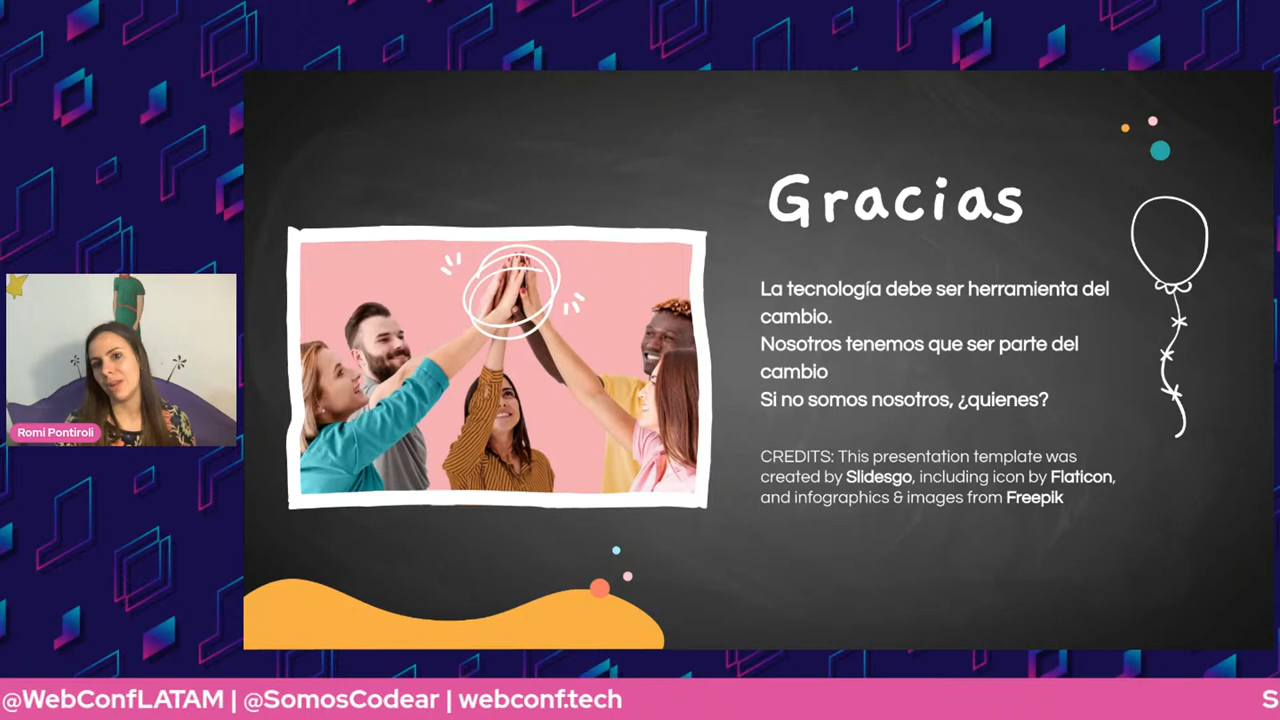 Gracias
La tecnología debe ser herramienta del
cambio.
Nosotros tenemos que ser parte del
cambio
Si no somos nosotros, ¿quienes?
CREDITS: This presentation template was
created by Slidesgo, including icon by Flaticon,
and infographics & images from Freepik
Romi Pontiroli
@WebConfLATAM | @SomosCodear | webconf.tech
S